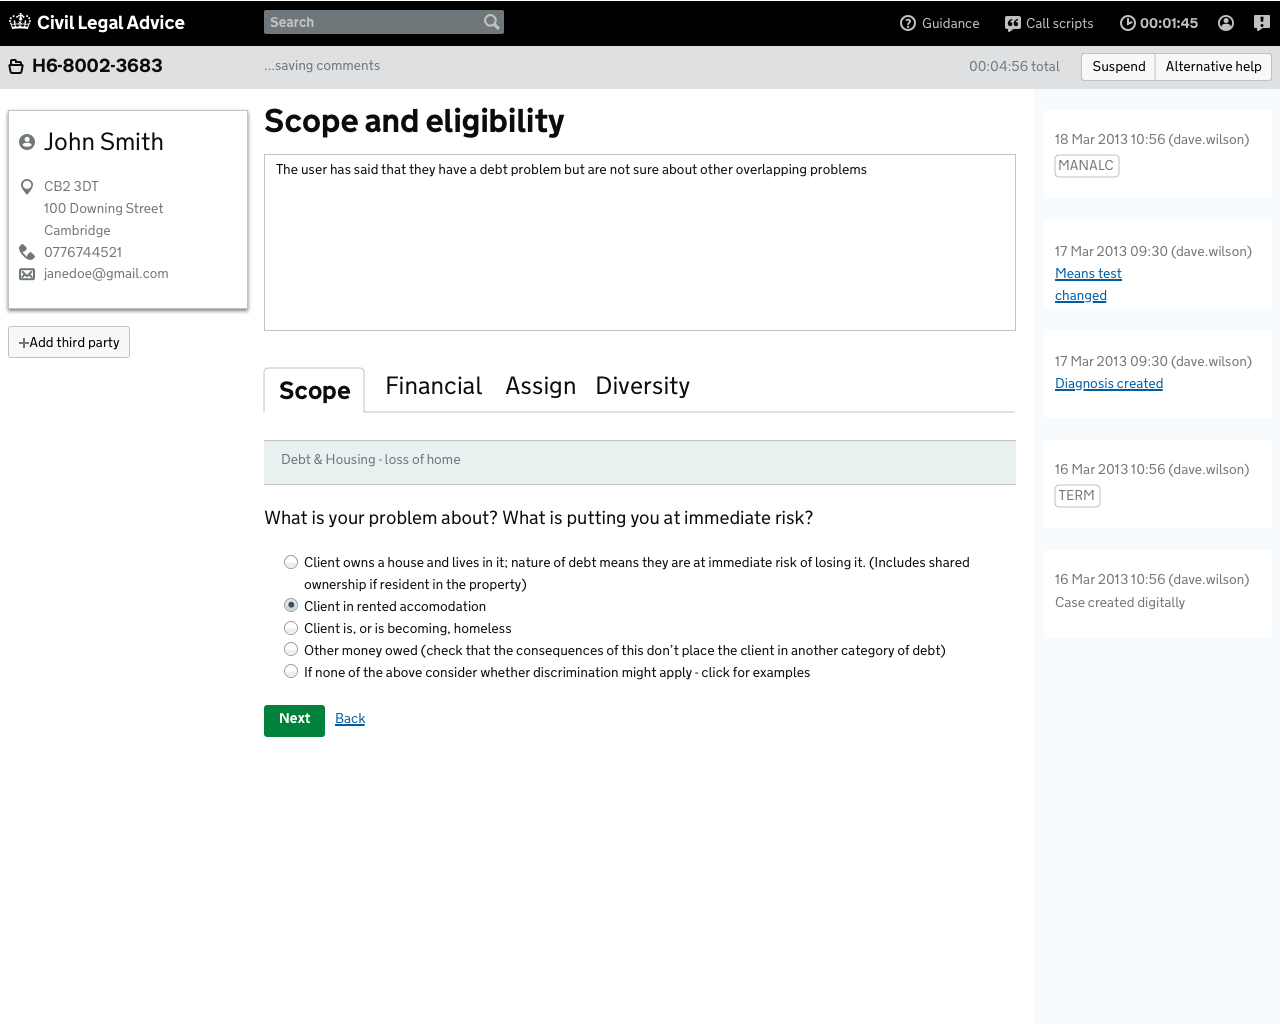 Civil Legal Advice
Search
Guidance
Call scripts
00:01:45
H6-8002-3683
...saving comments
00:04:56 total
Suspend
Alternative help
John Smith
CB2 3DT
100 Downing Street
Cambridge
0776744521
janedoe@gmail.com
+Add third party
Scope and eligibility
The user has said that they have a debt problem but are not sure about other overlapping problems
Scope
Financial
Assign
Diversity
Debt & Housing - loss of home
What is your problem about? What is putting you at immediate risk?
Client owns a house and lives in it; nature of debt means they are at immediate risk of losing it. (Includes shared
ownership if resident in the property)
Client in rented accomodation
Client is, or is becoming, homeless
Other money owed (check that the consequences of this don't place the client in another category of debt)
If none of the above consider whether discrimination might apply - click for examples
Next
Back
18 Mar 2013 10:56 (dave.wilson)
MANALC
17 Mar 2013 09:30 (dave.wilson)
Means test
changed
17 Mar 2013 09:30 (dave.wilson)
Diagnosis created
16 Mar 2013 10:56 (dave.wilson)
TERM
16 Mar 2013 10:56 (dave.wilson)
Case created digitally